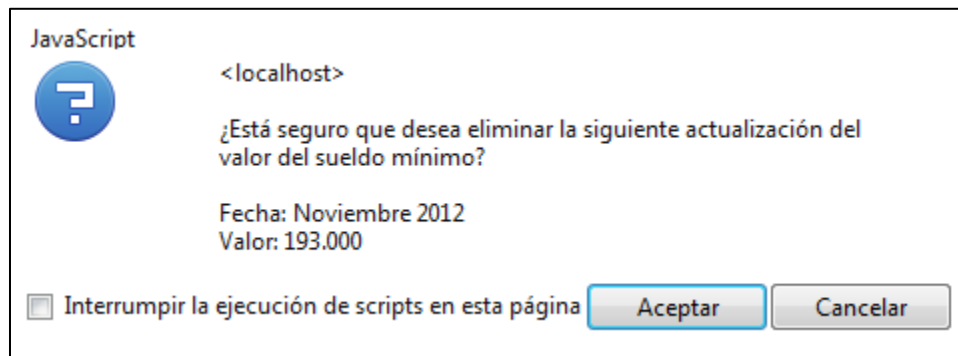 JavaScript
<localhost>
¿Está seguro que desea eliminar la siguiente actualización del
valor del sueldo mínimo?
Fecha: Noviembre 2012
Valor: 193.000
Interrumpir la ejecución de scripts en esta página Aceptar Cancelar